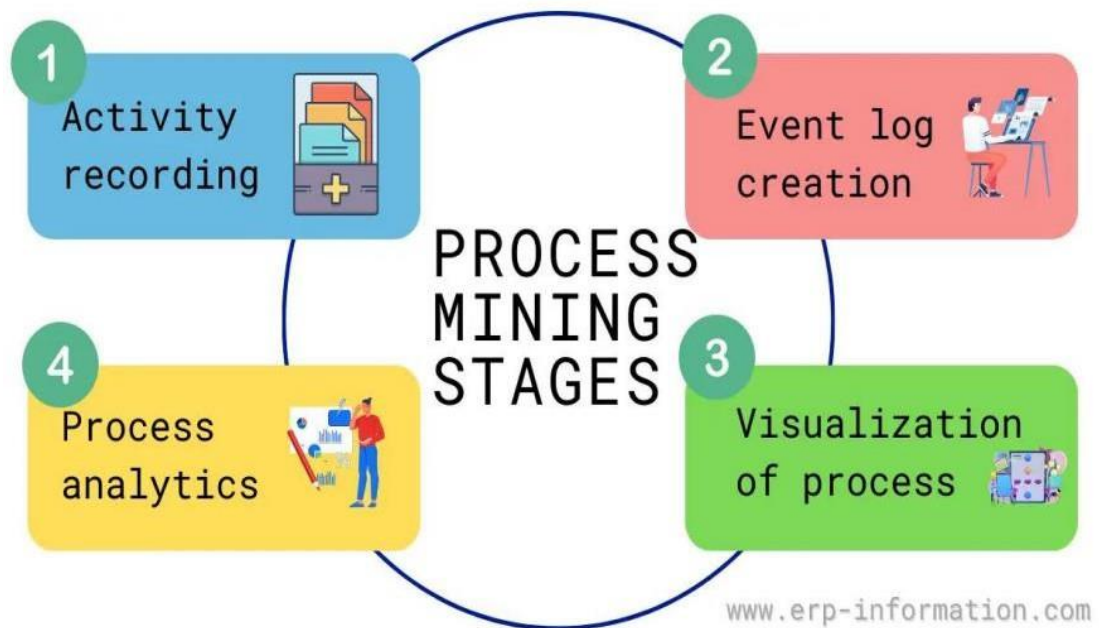 1
Activity
recording
2
Event log
creation
PROCESS
MINING
STAGES
3
Visualization
of process
4
Process
analytics
www.erp-information.com